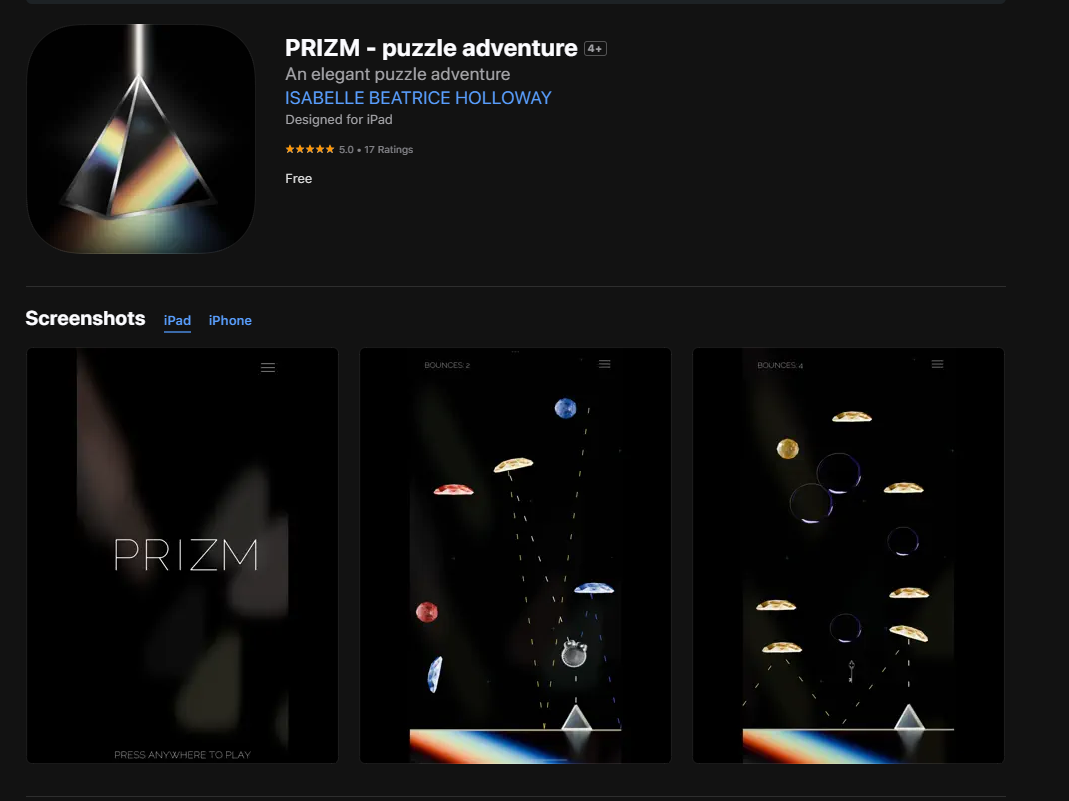 PRIZM - puzzle adventure 4+
An elegant puzzle adventure
ISABELLE BEATRICE HOLLOWAY
Designed for iPad
★★★★★ 5.0 • 17 Ratings
Free
Screenshots iPad iPhone
PRIZM
PRESS ANYWHERE TO PLAY
BOUNCES: 2
BOUNCES: 4